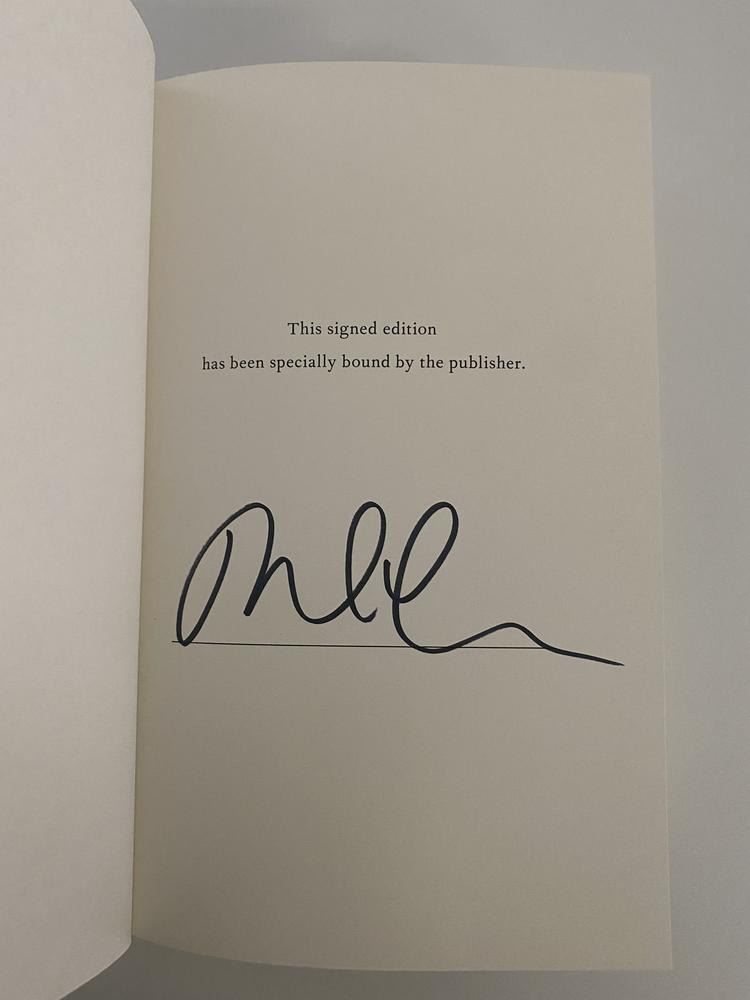 This signed edition
has been specially bound by the publisher.